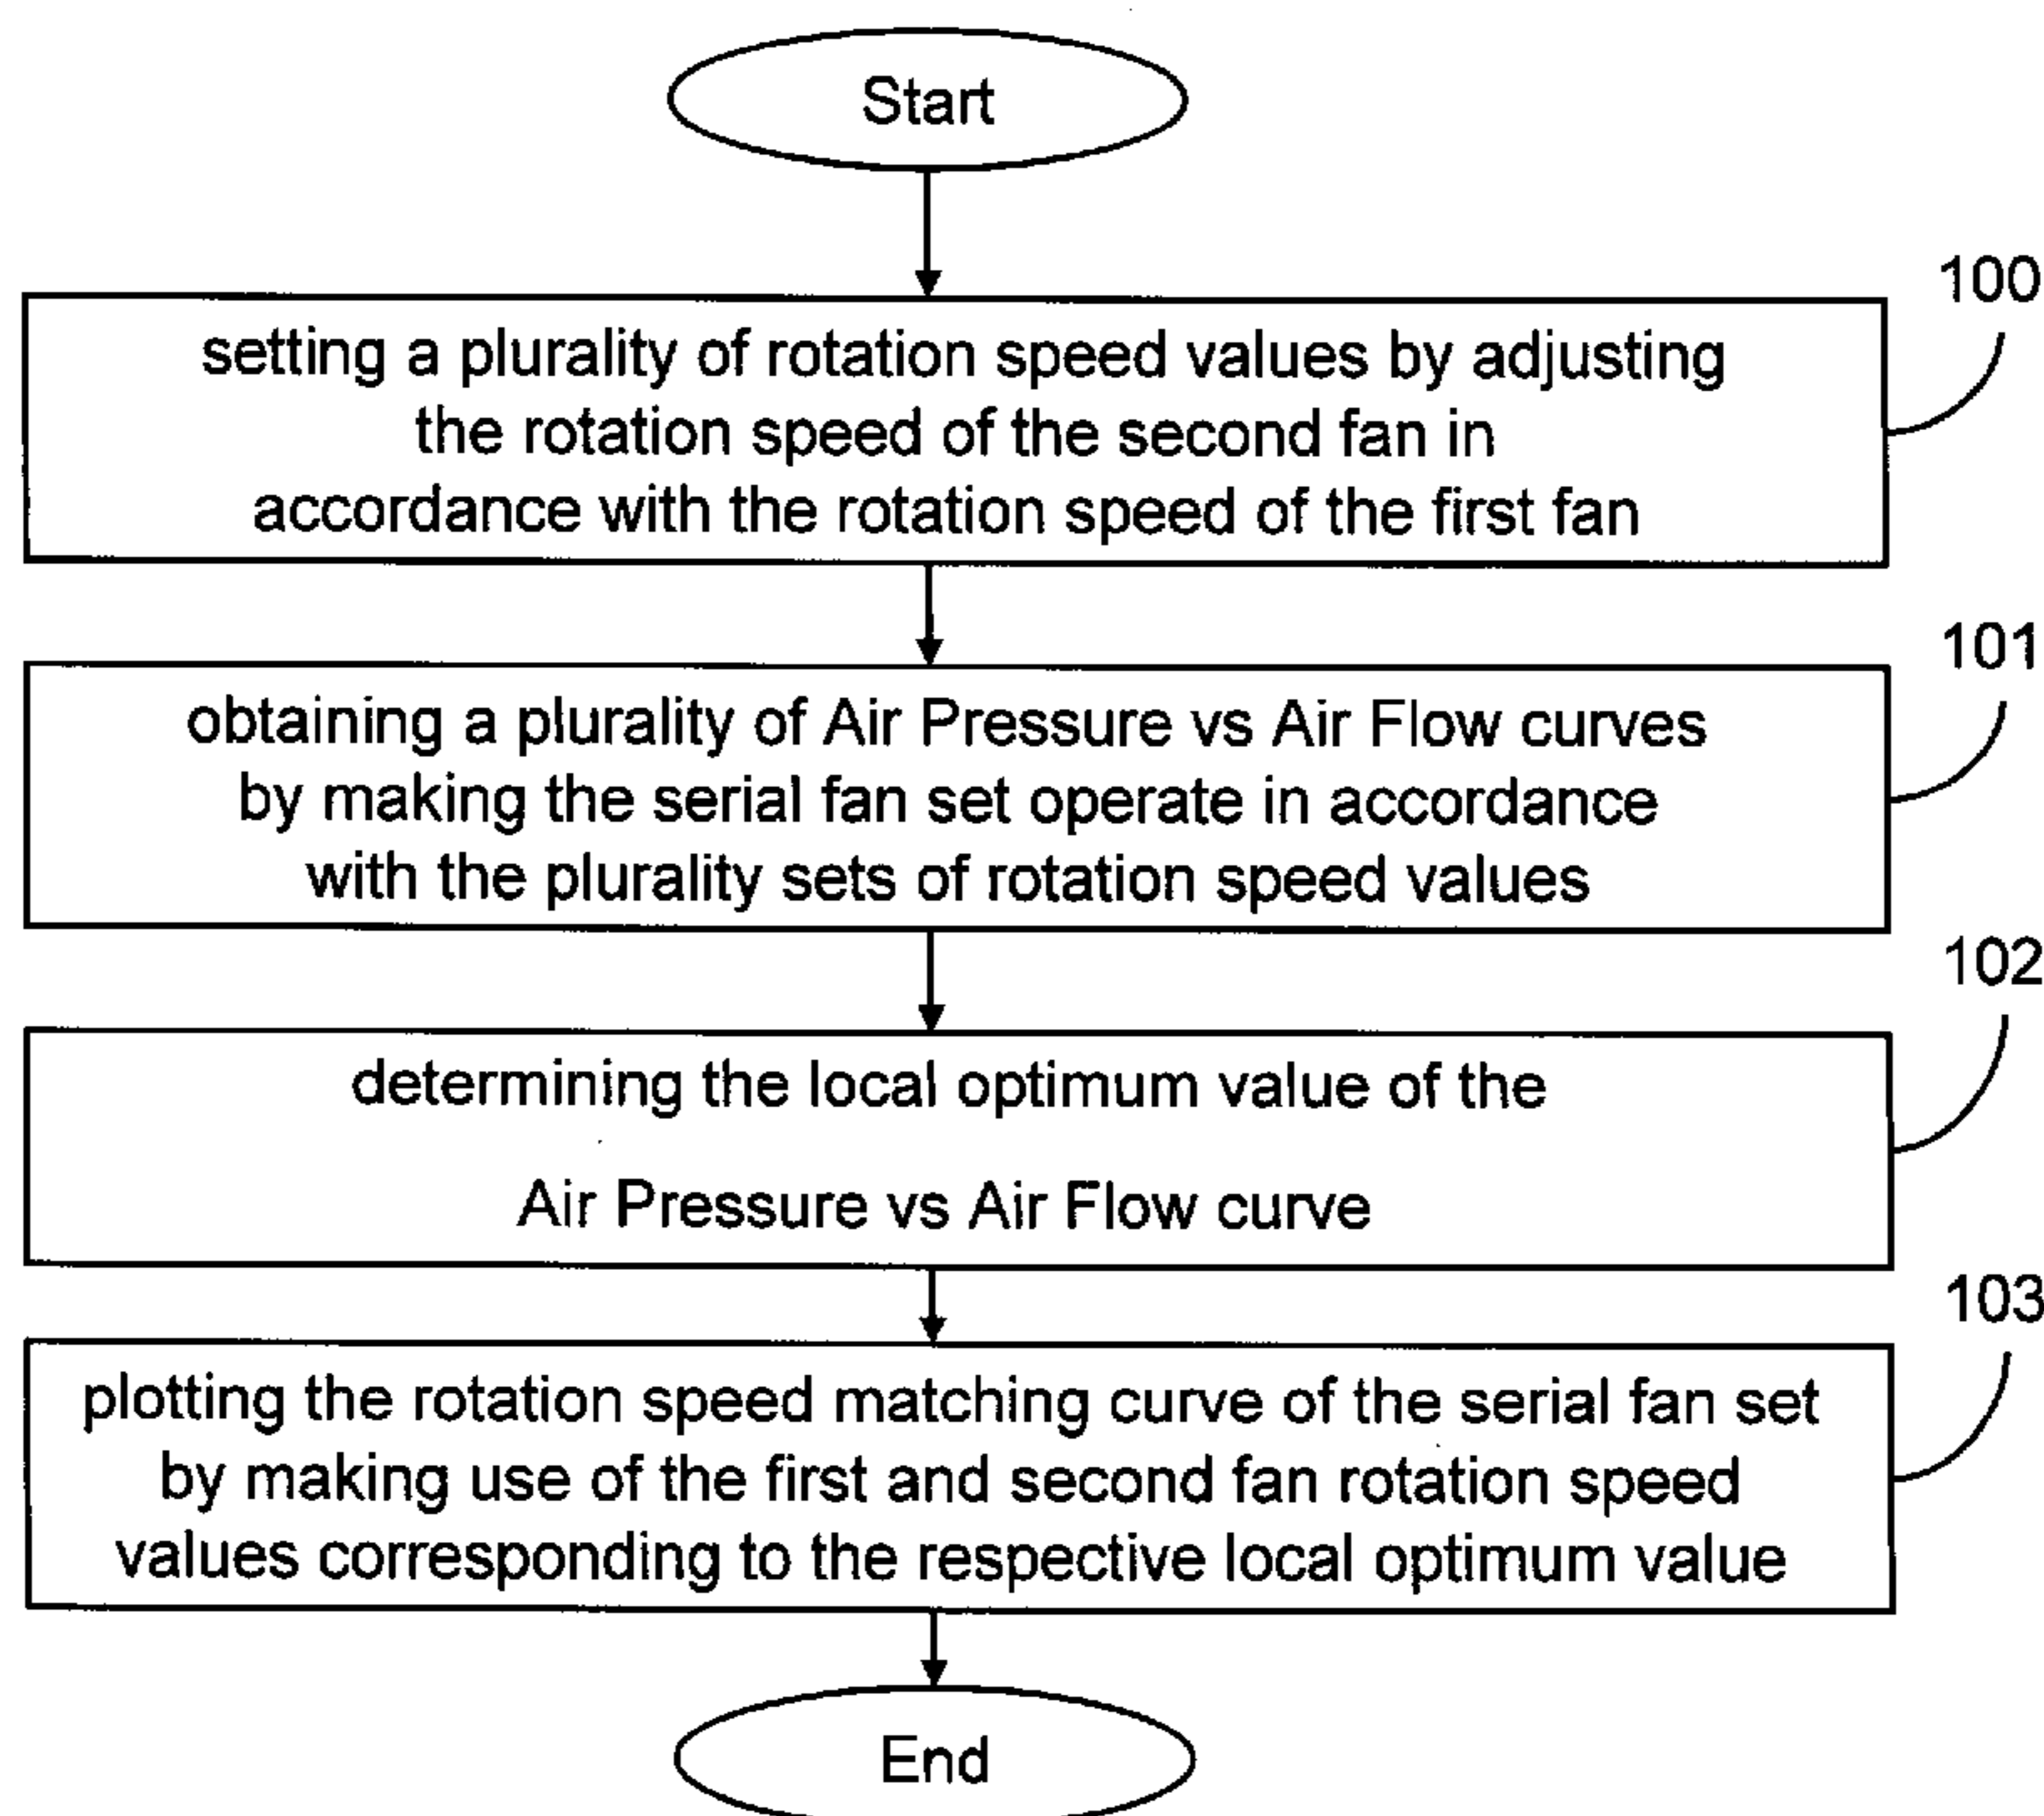 Start
100
setting a plurality of rotation speed values by adjusting
the rotation speed of the second fan in
accordance with the rotation speed of the first fan
101
obtaining a plurality of Air Pressure vs Air Flow curves
by making the serial fan set operate in accordance
with the plurality sets of rotation speed values
102
determining the local optimum value of the
Air Pressure vs Air Flow curve
103
plotting the rotation speed matching curve of the serial fan set
by making use of the first and second fan rotation speed
values corresponding to the respective local optimum value
End